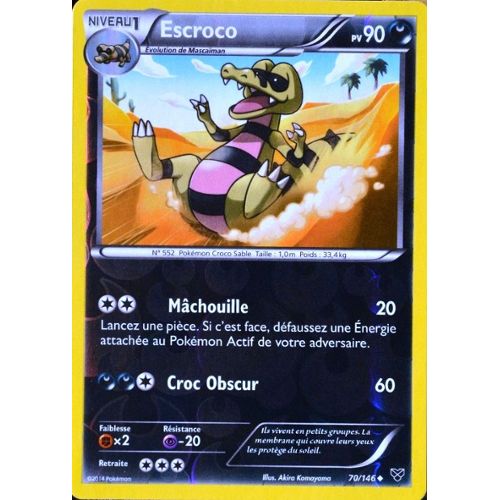 NIVEAU 1
Escroco
PV 90
Évolution de Mascaïman
N° 552 Pokémon Croco Sable Taille : 1,0m. Poids : 33,4kg
Mâchouille 20
Lancez une pièce. Si c'est face, défaussez une Énergie
attachée au Pokémon Actif de votre adversaire.
Croc Obscur 60
Faiblesse
×2
Résistance
-20
Retraite
Ils vivent en petits groupes. La
membrane qui couvre leurs yeux
les protège du soleil.
©2014 Pokémon
Illus. Akira Komayama
70/146
XY